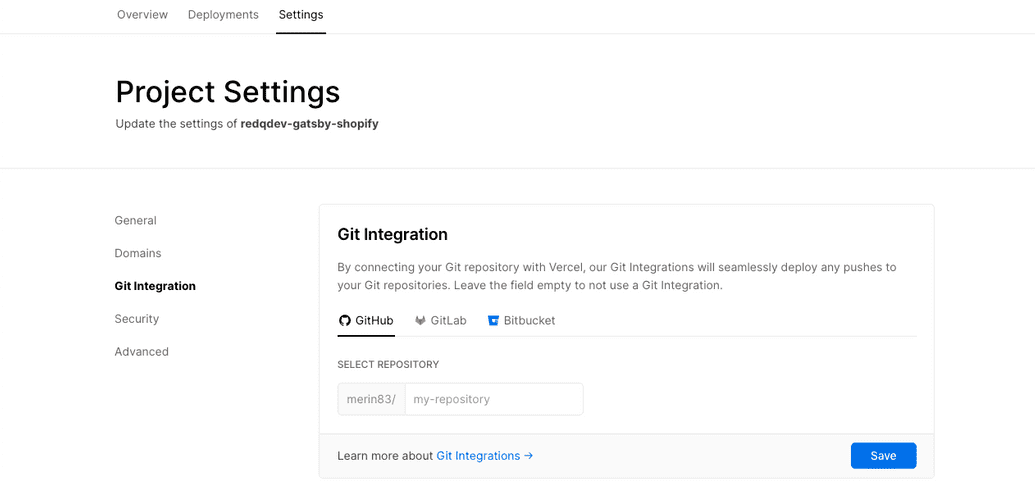 Overview Deployments Settings
Project Settings
Update the settings of redqdev-gatsby-shopify
General
Domains
Git Integration
Security
Advanced
Git Integration
By connecting your Git repository with Vercel, our Git Integrations will seamlessly deploy any pushes to
your Git repositories. Leave the field empty to not use a Git Integration.
GitHub GitLab Bitbucket
SELECT REPOSITORY
merin83/ my-repository
Learn more about Git Integrations →
Save